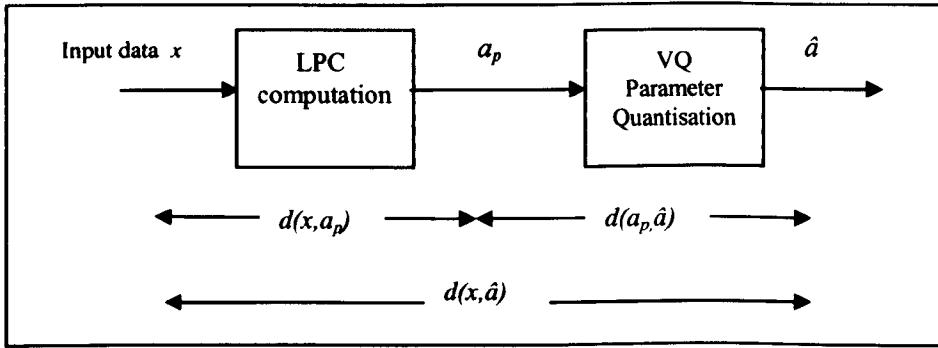 Input data x
LPC
computation
a_p
VQ
Parameter
Quantisation
â
d(x,a_p)
d(a_p,â)
d(x,â)